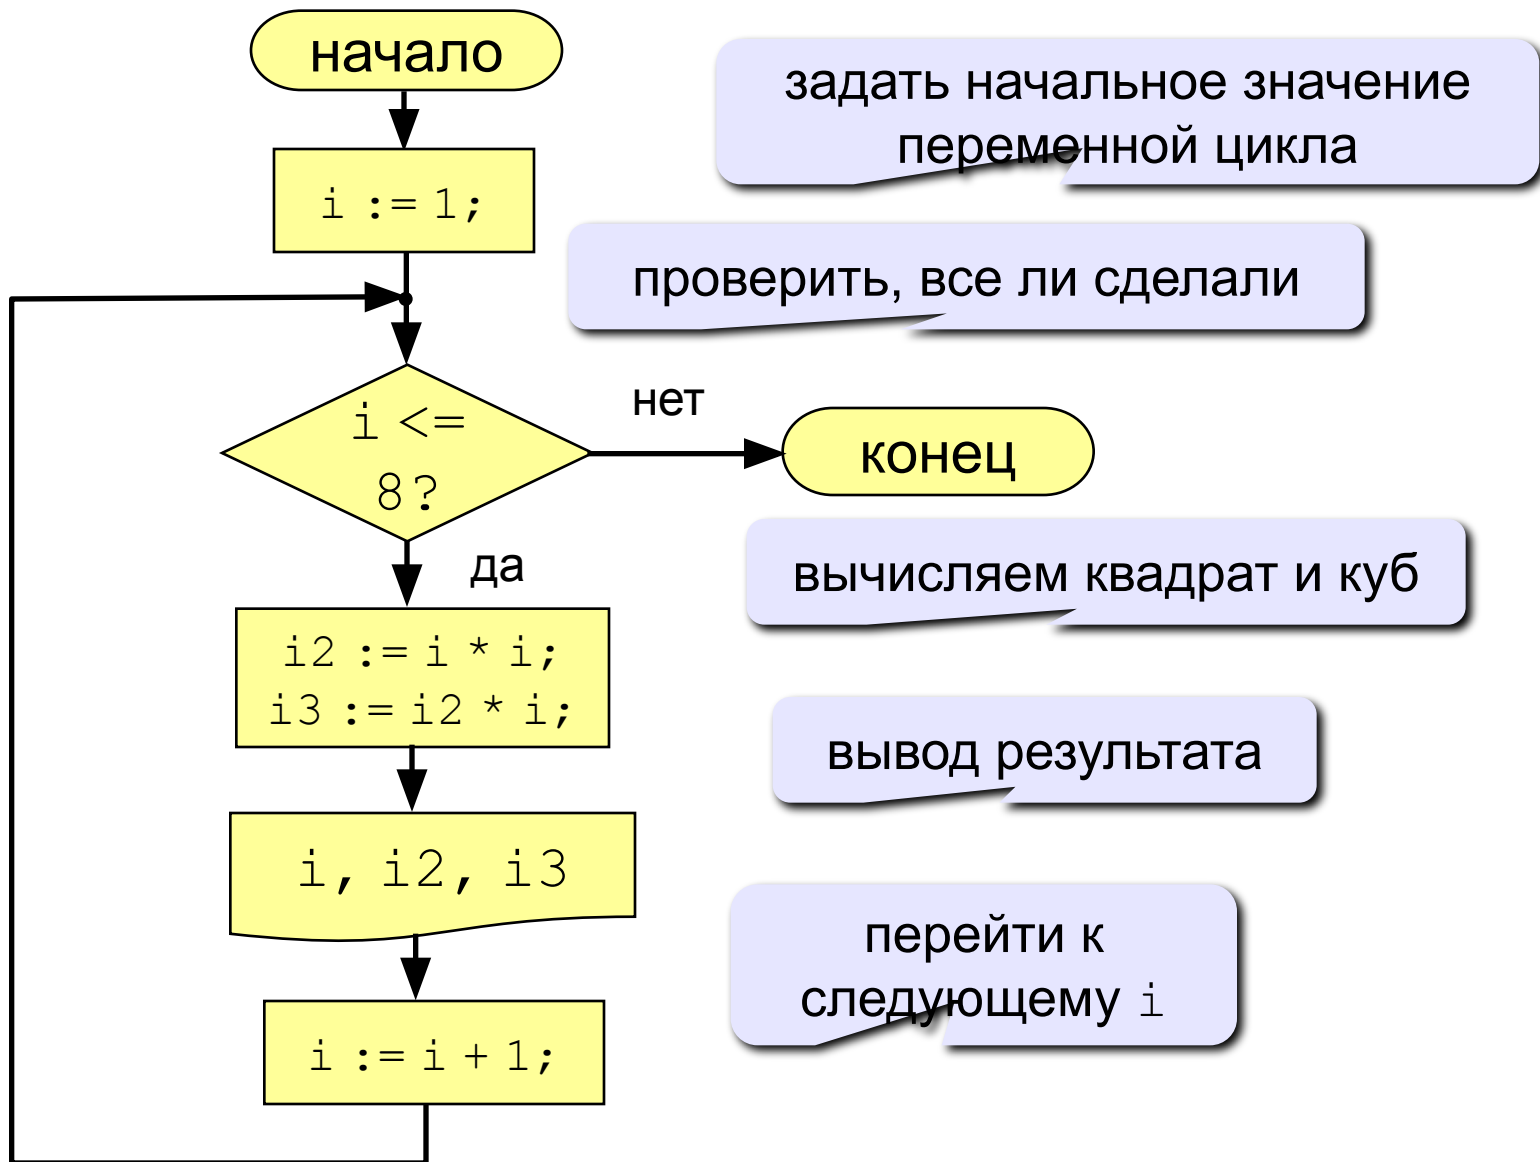 начало
задать начальное значение
переменной цикла
i := 1;
проверить, все ли сделали
i <=
8?
нет
конец
да
вычисляем квадрат и куб
i2 := i * i;
i3 := i2 * i;
вывод результата
i, i2, i3
перейти к
следующему i
i := i + 1;